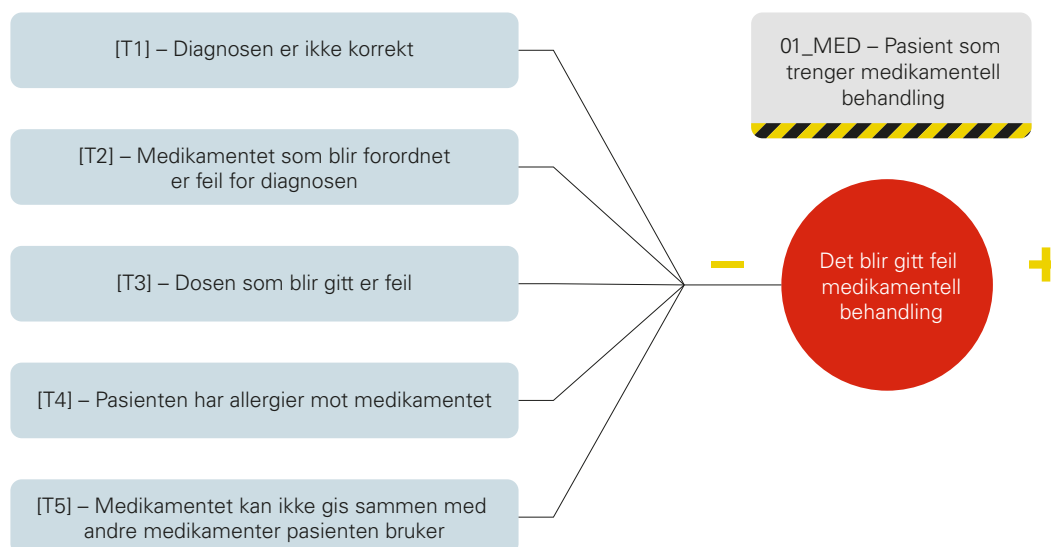 [T1] – Diagnosen er ikke korrekt
01_MED – Pasient som
trenger medikamentell
behandling
[T2] – Medikamentet som blir forordnet
er feil for diagnosen
[T3] – Dosen som blir gitt er feil
Det blir gitt feil
medikamentell
behandling
[T4] – Pasienten har allergier mot medikamentet
[T5] – Medikamentet kan ikke gis sammen med
andre medikamenter pasienten bruker